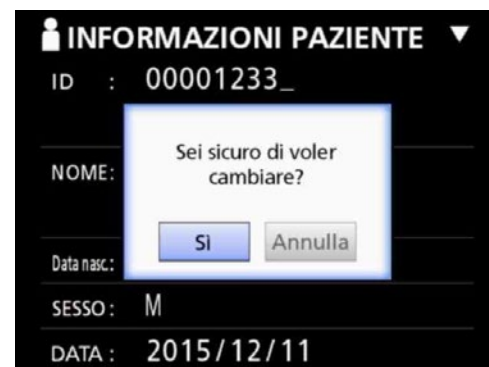 INFORMAZIONI PAZIENTE ▼
ID : 00001233_
Sei sicuro di voler
cambiare?
NOME:
Sì Annulla
Data nasc.:
SESSO: M
DATA : 2015/12/11